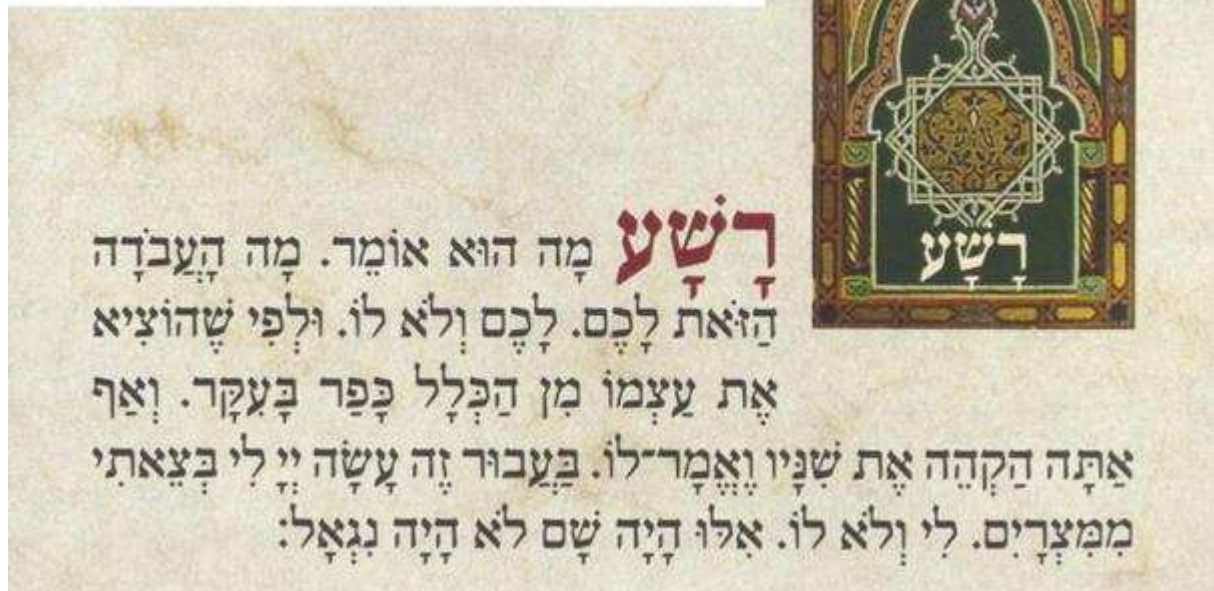 רָשָׁע
רָשָׁע מָה הוּא אוֹמֵר. מָה הָעֲבֹדָה
הַזֹּאת לָכֶם. לָכֶם וְלֹא לוֹ. וּלְפִי שֶׁהוֹצִיא
אֶת עַצְמוֹ מִן הַכְּלָל כָּפַר בָּעִקָּר. וְאַף
אַתָּה הַקְהֵה אֶת שִׁנָּיו וֶאֱמָר־לוֹ. בַּעֲבוּר זֶה עָשָׂה יְיָ לִי בְּצֵאתִי
מִמִּצְרָיִם. לִי וְלֹא לוֹ. אִלּוּ הָיָה שָׁם לֹא הָיָה נִגְאָל: